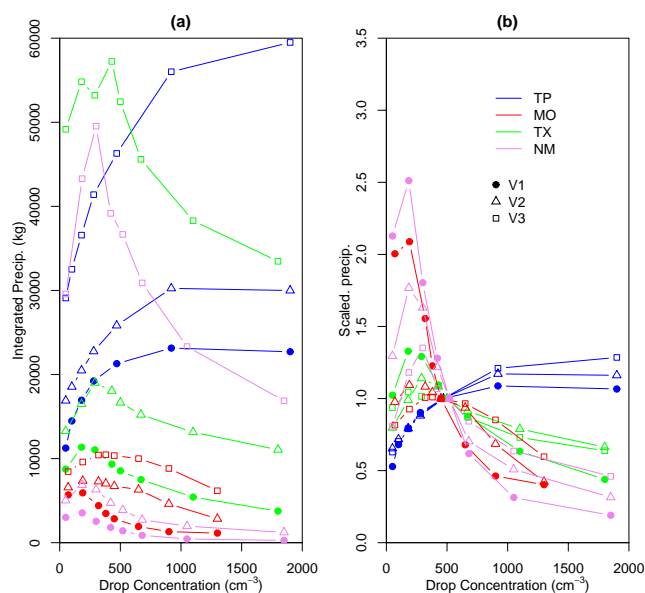 (a)
Integrated Precip. (kg)
60000
50000
40000
30000
20000
10000
0
0 500 1000 1500 2000
Drop Concentration (cm⁻³)
(b)
Scaled. precip.
3.5
3.0
2.5
2.0
1.5
1.0
0.5
0.0
TP
MO
TX
NM
V1
V2
V3
0 500 1000 1500 2000
Drop Concentration (cm⁻³)